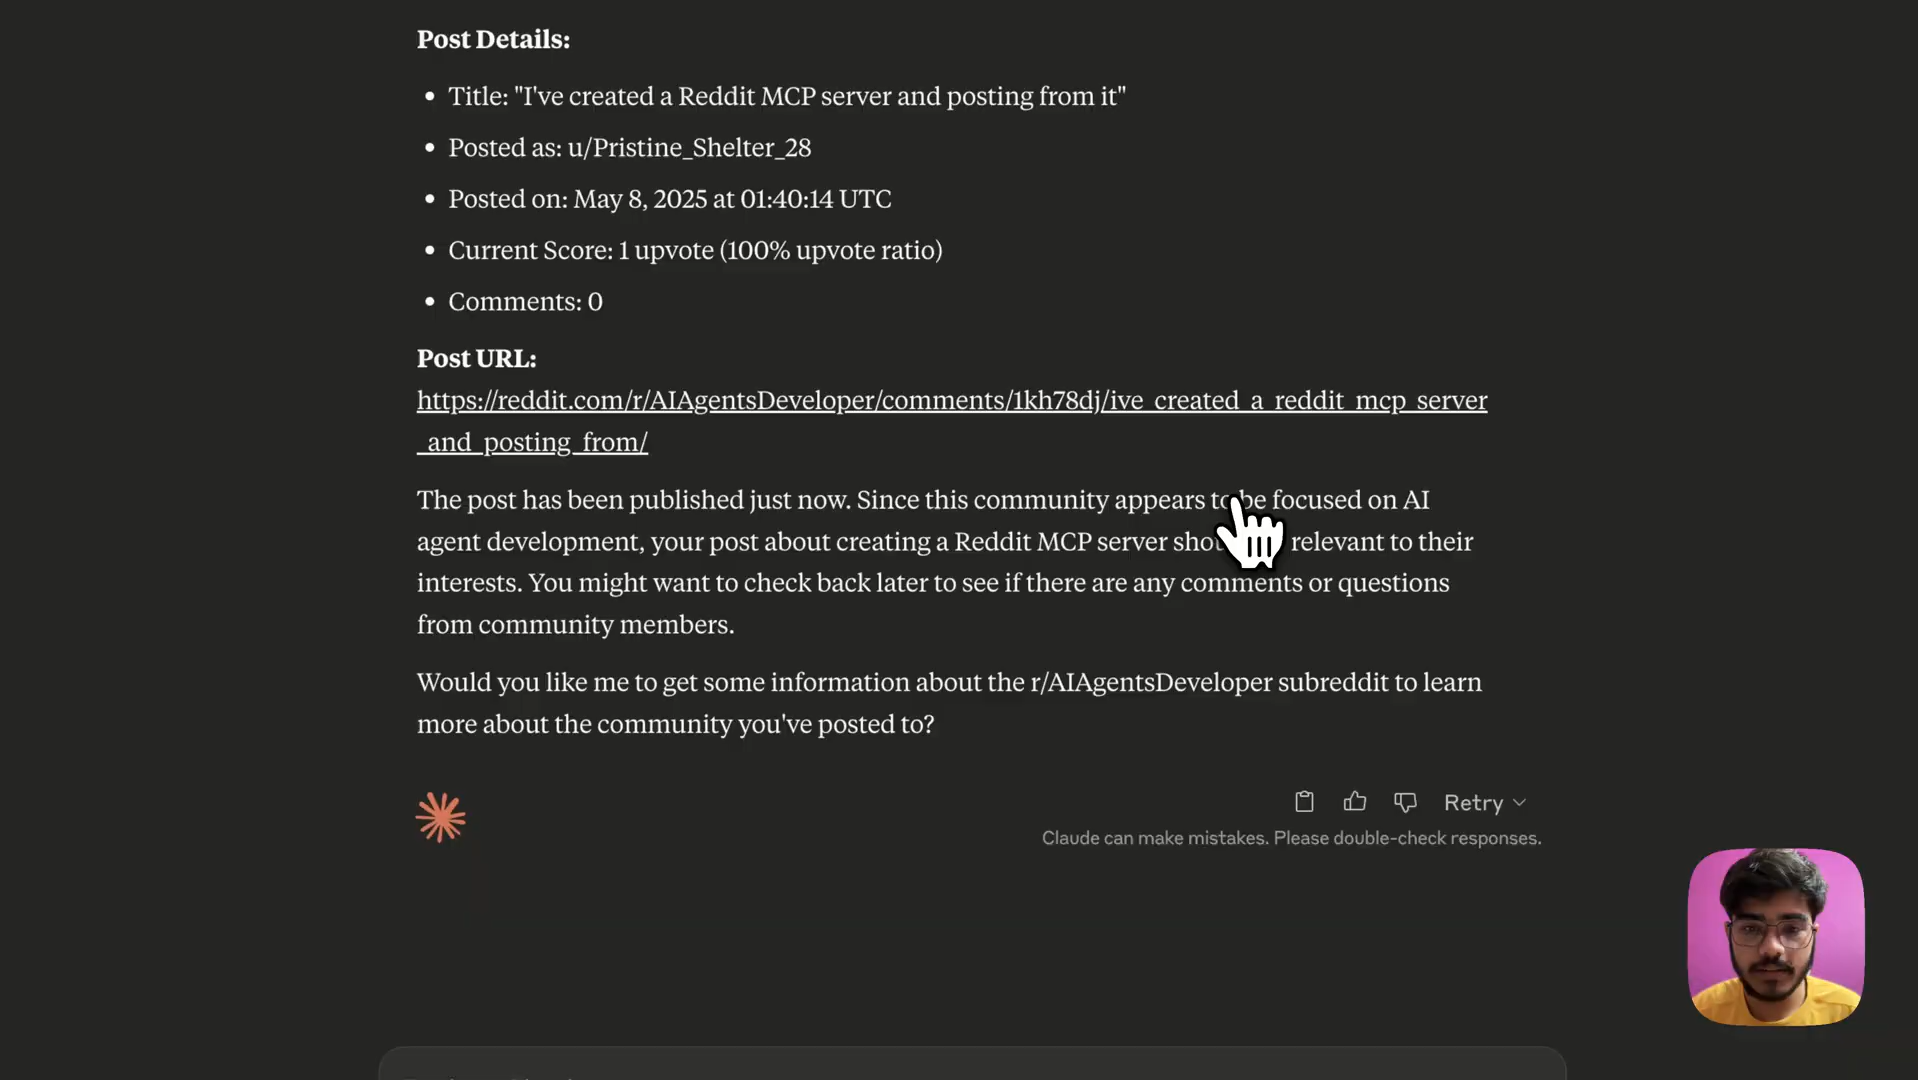 Post Details:
• Title: "I've created a Reddit MCP server and posting from it"
• Posted as: u/Pristine_Shelter_28
• Posted on: May 8, 2025 at 01:40:14 UTC
• Current Score: 1 upvote (100% upvote ratio)
• Comments: 0
Post URL:
https://reddit.com/r/AIAgentsDeveloper/comments/1kh78dj/ive_created_a_reddit_mcp_server
_and_posting_from/
The post has been published just now. Since this community appears to be focused on AI
agent development, your post about creating a Reddit MCP server relevant to their
interests. You might want to check back later to see if there are any comments or questions
from community members.
Would you like me to get some information about the r/AIAgentsDeveloper subreddit to learn
more about the community you've posted to?
Retry
Claude can make mistakes. Please double-check responses.